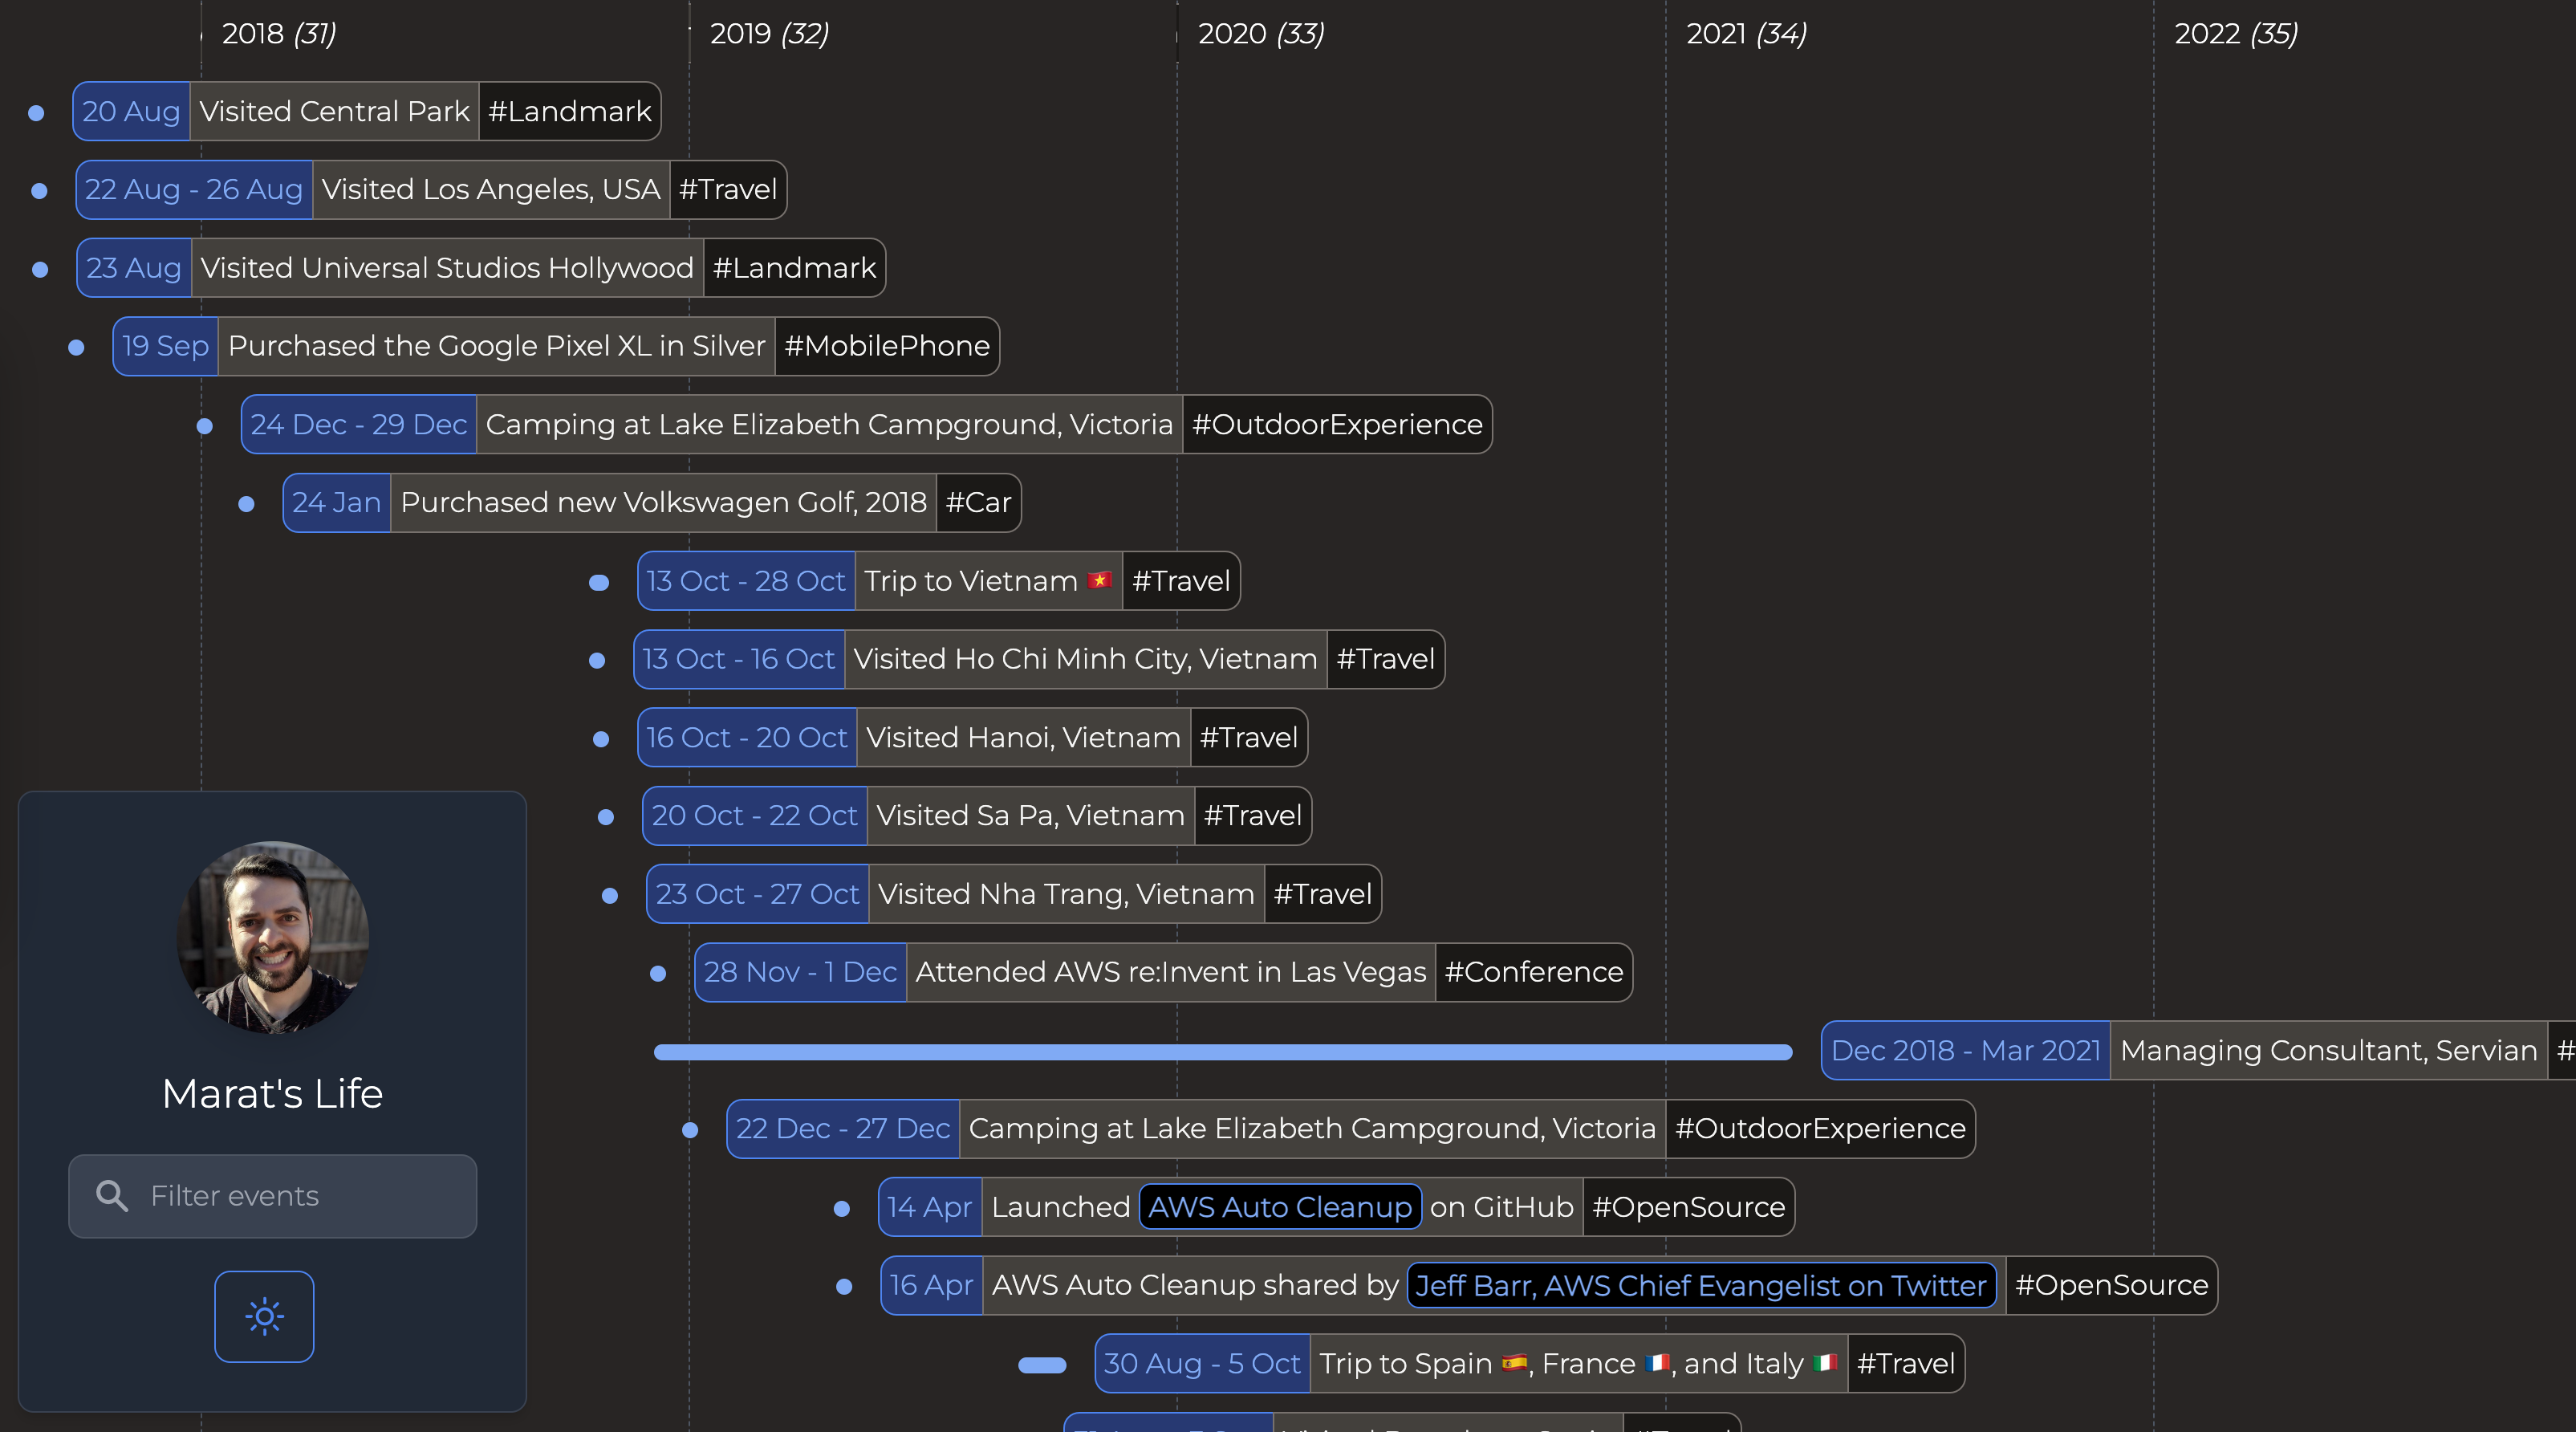 2018 (31) 2019 (32) 2020 (33) 2021 (34) 2022 (35)
20 Aug Visited Central Park #Landmark
22 Aug - 26 Aug Visited Los Angeles, USA #Travel
23 Aug Visited Universal Studios Hollywood #Landmark
19 Sep Purchased the Google Pixel XL in Silver #MobilePhone
24 Dec - 29 Dec Camping at Lake Elizabeth Campground, Victoria #OutdoorExperience
24 Jan Purchased new Volkswagen Golf, 2018 #Car
13 Oct - 28 Oct Trip to Vietnam 🇻🇳 #Travel
13 Oct - 16 Oct Visited Ho Chi Minh City, Vietnam #Travel
16 Oct - 20 Oct Visited Hanoi, Vietnam #Travel
20 Oct - 22 Oct Visited Sa Pa, Vietnam #Travel
23 Oct - 27 Oct Visited Nha Trang, Vietnam #Travel
28 Nov - 1 Dec Attended AWS re:Invent in Las Vegas #Conference
Dec 2018 - Mar 2021 Managing Consultant, Servian #
22 Dec - 27 Dec Camping at Lake Elizabeth Campground, Victoria #OutdoorExperience
14 Apr Launched AWS Auto Cleanup on GitHub #OpenSource
16 Apr AWS Auto Cleanup shared by Jeff Barr, AWS Chief Evangelist on Twitter #OpenSource
30 Aug - 5 Oct Trip to Spain 🇪🇸, France 🇫🇷, and Italy 🇮🇹 #Travel
Marat's Life
Filter events